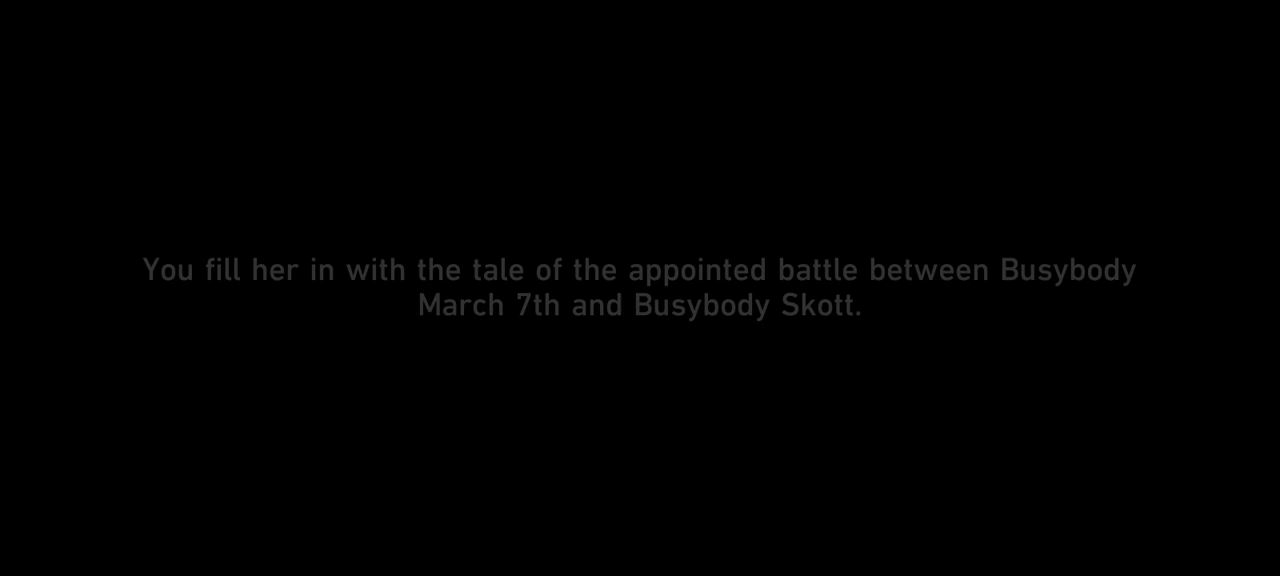 You fill her in with the tale of the appointed battle between Busybody
March 7th and Busybody Skott.